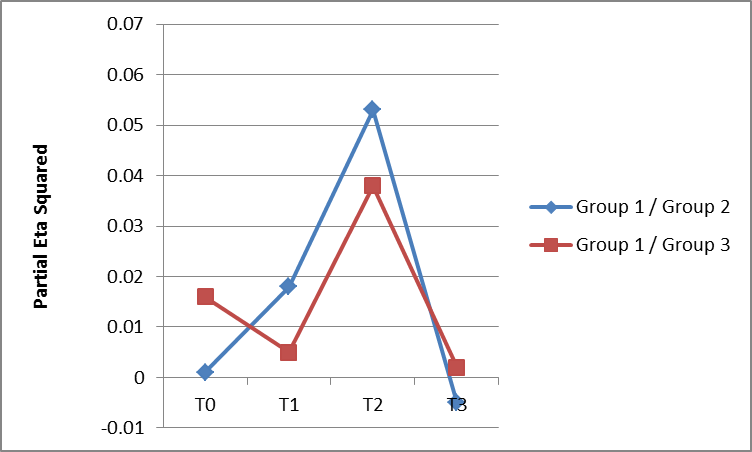 0.07
0.06
0.05
0.04
0.03
0.02
0.01
0
-0.01
Partial Eta Squared
T0 T1 T2 T3
Group 1 / Group 2
Group 1 / Group 3